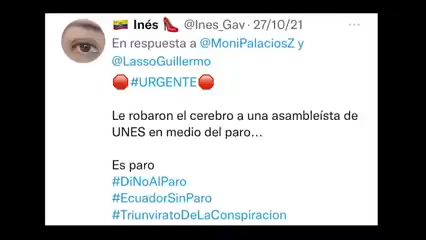 Inés @Ines_Gav · 27/10/21
En respuesta a @MoniPalaciosZ y
@LassoGuillermo
#URGENTE
Le robaron el cerebro a una asambleísta de
UNES en medio del paro...
Es paro
#DiNoAlParo
#EcuadorSinParo
#TriunviratoDeLaConspiracion